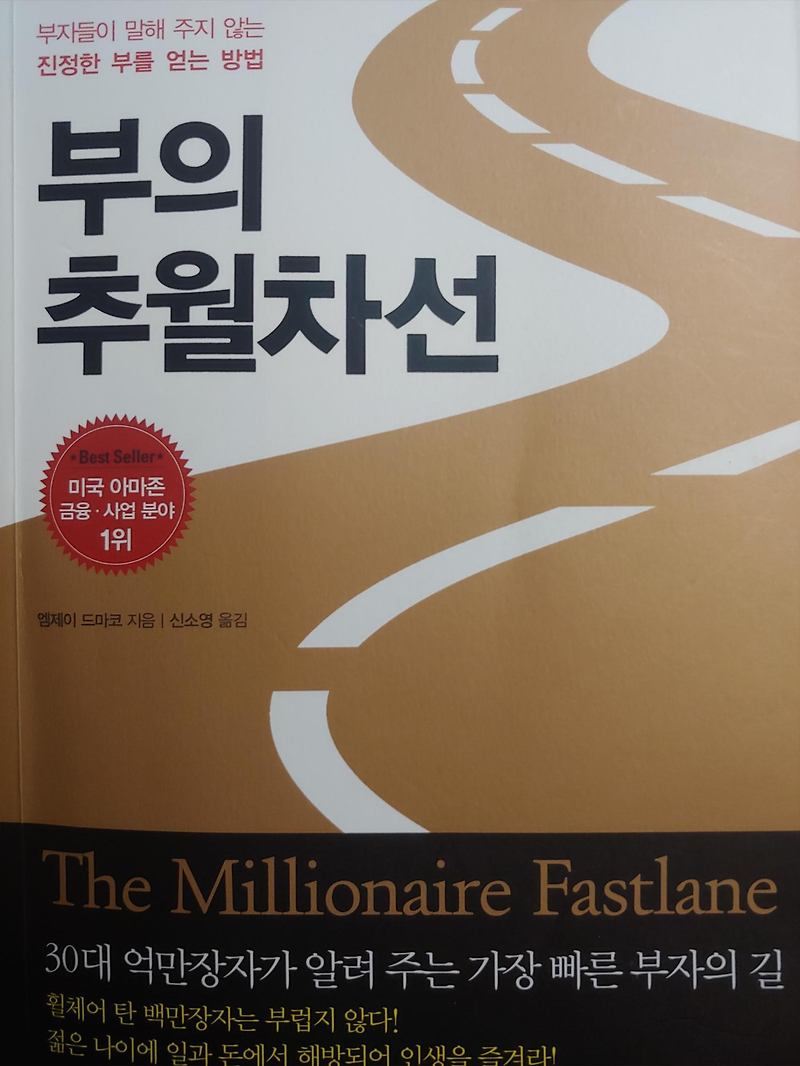 부자들이 말해 주지 않는
진정한 부를 얻는 방법
부의
추월차선
*Best Seller*
미국 아마존
금융·사업 분야
1위
엠제이 드마코 지음 | 신소영 옮김
The Millionaire Fastlane
30대 억만장자가 알려 주는 가장 빠른 부자의 길
휠체어 탄 백만장자는 부럽지 않다!
젊은 나이에 일과 돈에서 해방되어 인생을 즐겨라!